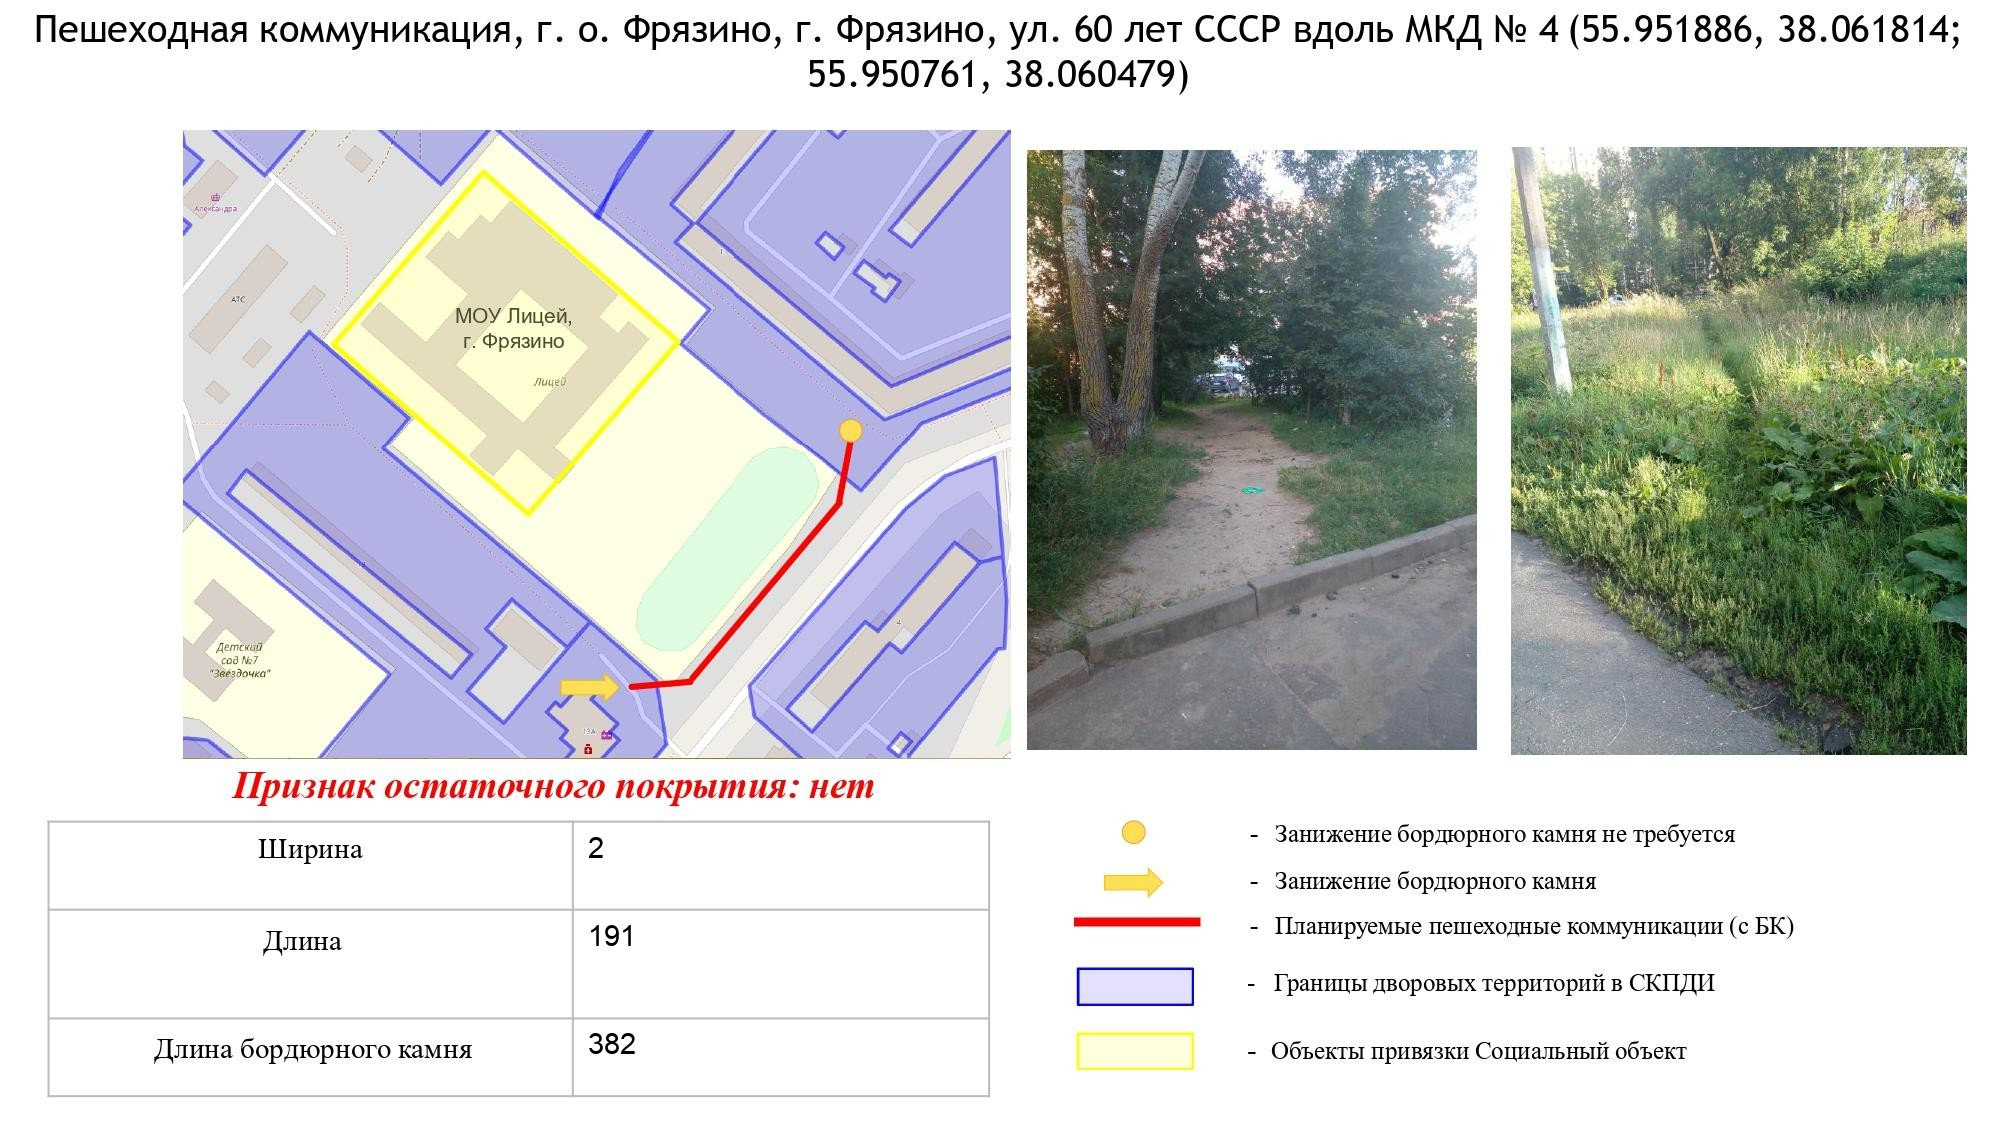 Пешеходная коммуникация, г. о. Фрязино, г. Фрязино, ул. 60 лет СССР вдоль МКД № 4 (55.951886, 38.061814;
55.950761, 38.060479)
Александра
АТС
МОУ Лицей,
г. Фрязино
Лицей
4
Детский
сад №7
"Звёздочка"
13А
Признак остаточного покрытия: нет
Ширина
2
Длина
191
Длина бордюрного камня
382
- Занижение бордюрного камня не требуется
- Занижение бордюрного камня
- Планируемые пешеходные коммуникации (с БК)
- Границы дворовых территорий в СКПДИ
- Объекты привязки Социальный объект